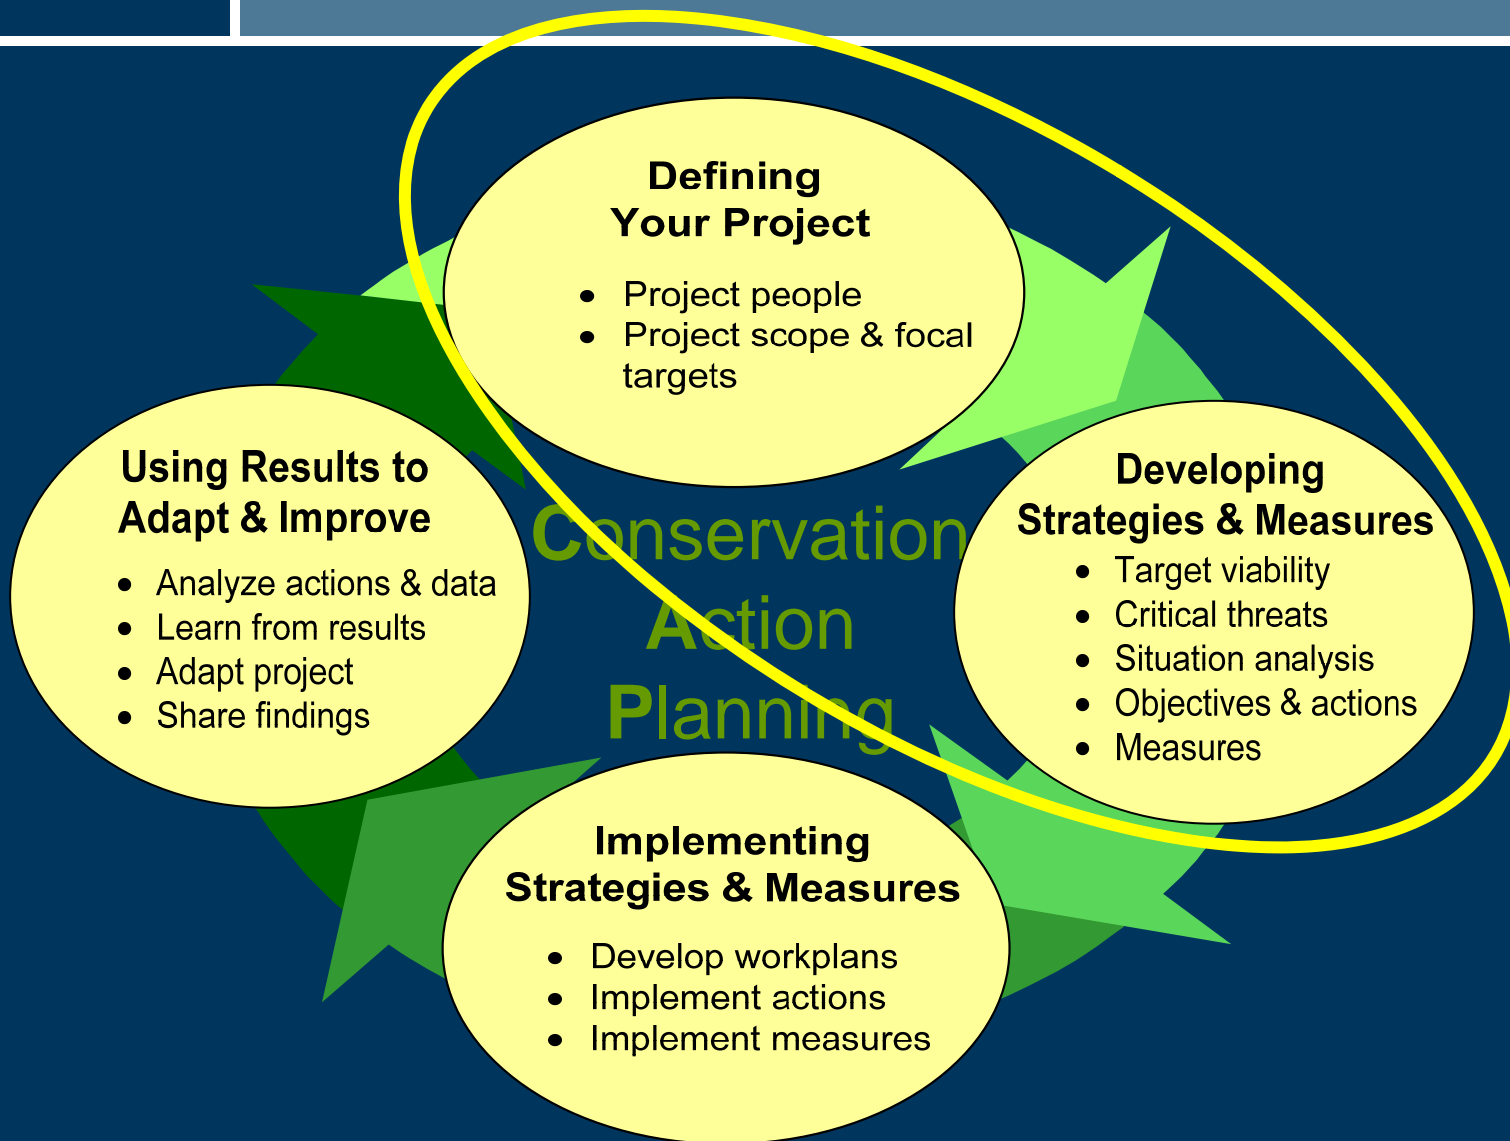 Defining
Your Project
• Project people
• Project scope & focal
targets
Developing
Strategies & Measures
• Target viability
• Critical threats
• Situation analysis
• Objectives & actions
• Measures
Implementing
Strategies & Measures
• Develop workplans
• Implement actions
• Implement measures
Using Results to
Adapt & Improve
• Analyze actions & data
• Learn from results
• Adapt project
• Share findings
Conservation
Action
Planning